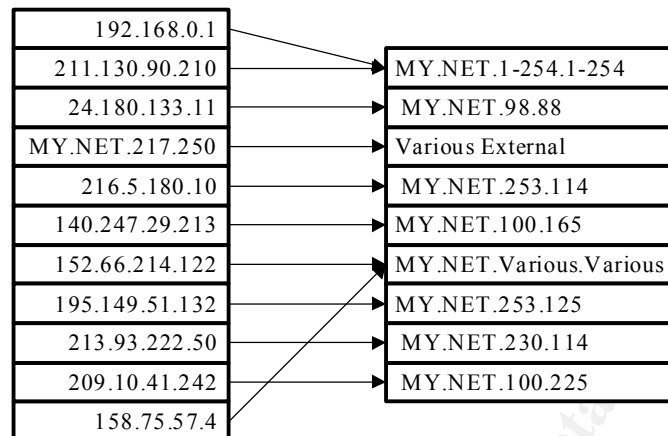 192.168.0.1
211.130.90.210
24.180.133.11
MY.NET.217.250
216.5.180.10
140.247.29.213
152.66.214.122
195.149.51.132
213.93.222.50
209.10.41.242
158.75.57.4
MY.NET.1-254.1-254
MY.NET.98.88
Various External
MY.NET.253.114
MY.NET.100.165
MY.NET.Various.Various
MY.NET.253.125
MY.NET.230.114
MY.NET.100.225